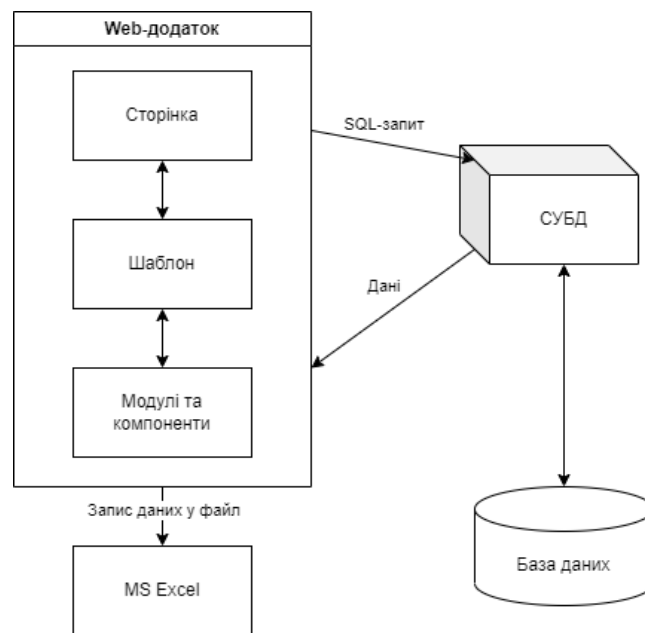 Web-додаток
Сторінка
SQL-запит
СУБД
Шаблон
Дані
Модулі та
компоненти
Запис даних у файл
База даних
MS Excel